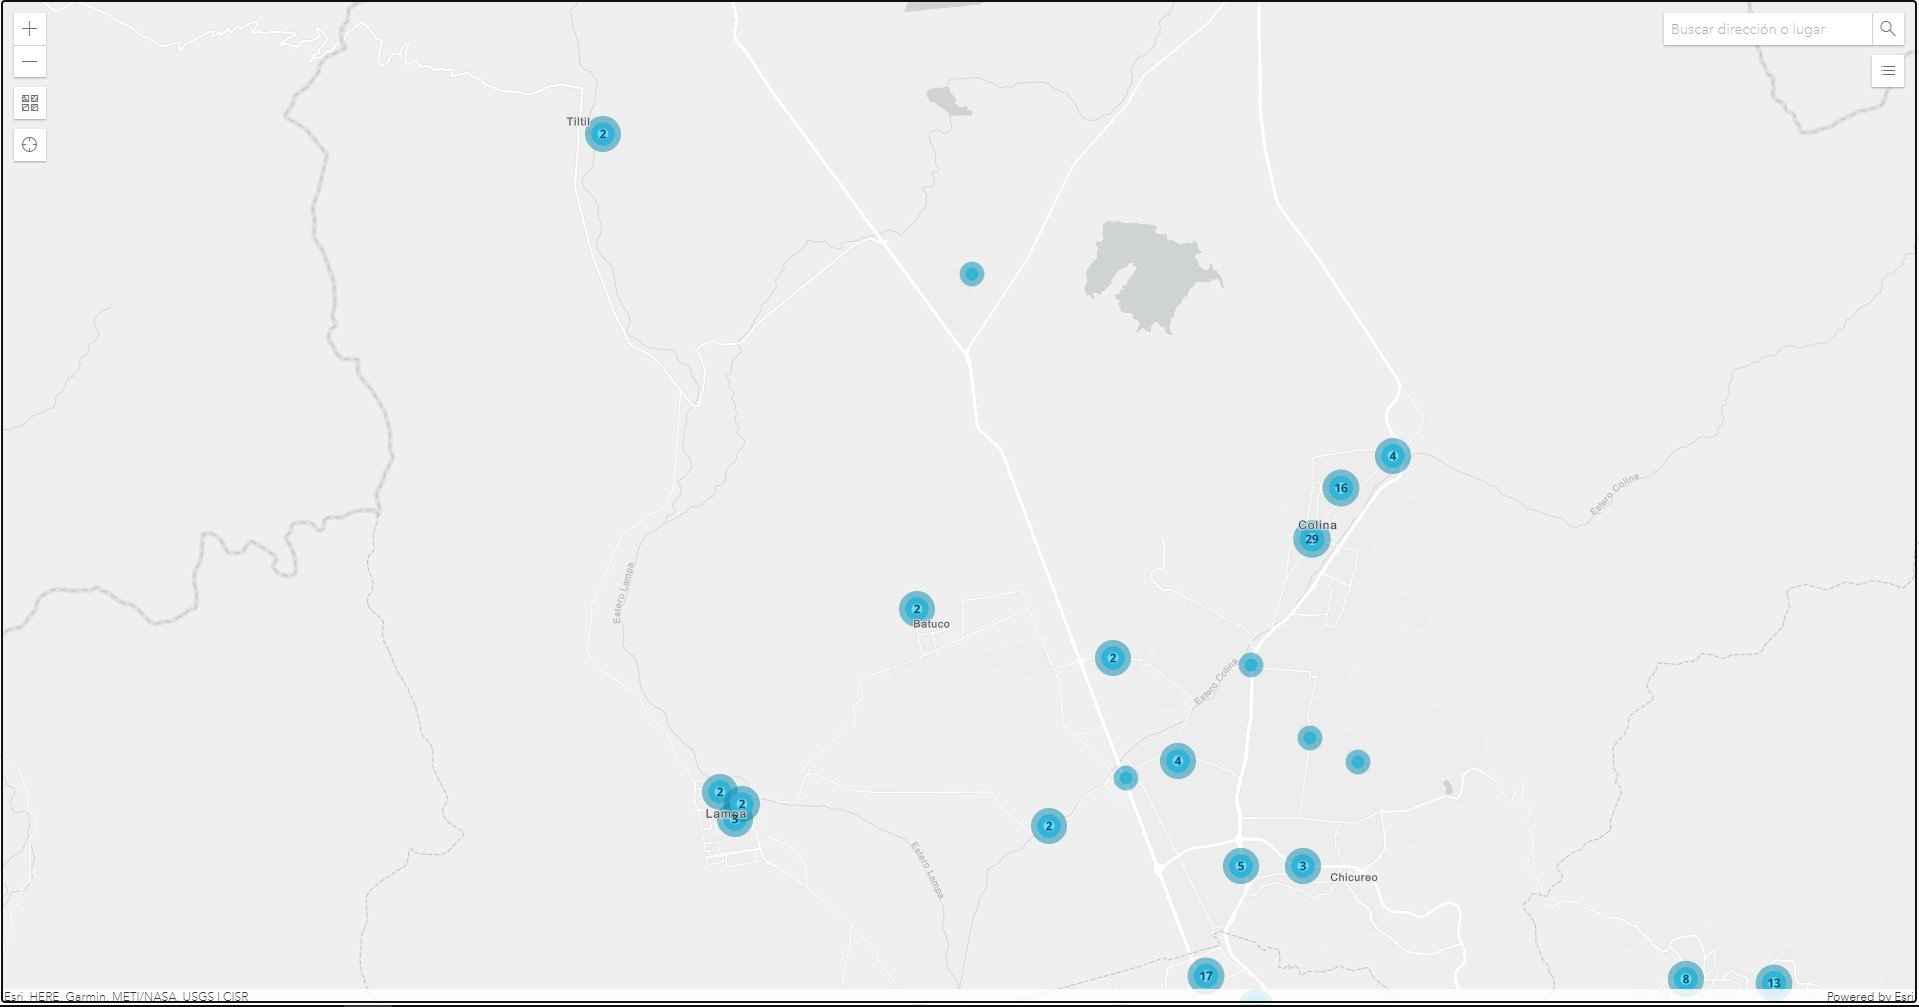 Buscar dirección o lugar
Tiltil
2
4
16
Colina
29
Estero Colina
Estero Lampa
2
Batuco
2
Estero Colina
4
2
2
Lampa
3
2
5
3
Chicureo
Estero Lampa
17
8
13
Esri, HERE, Garmin, METI/NASA, USGS | CISR
Powered by Esri